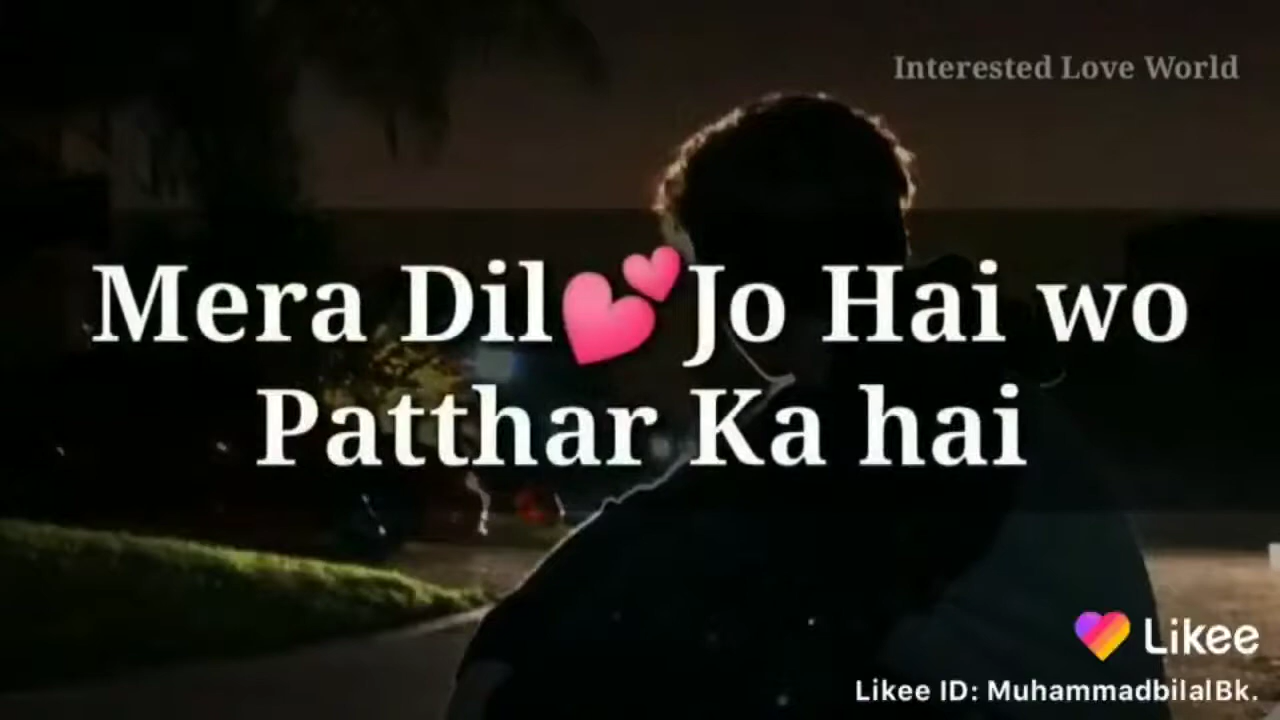 Interested Love World
Mera Dil💕Jo Hai wo
Patthar Ka hai
Likee
Likee ID: MuhammadbilalBk.